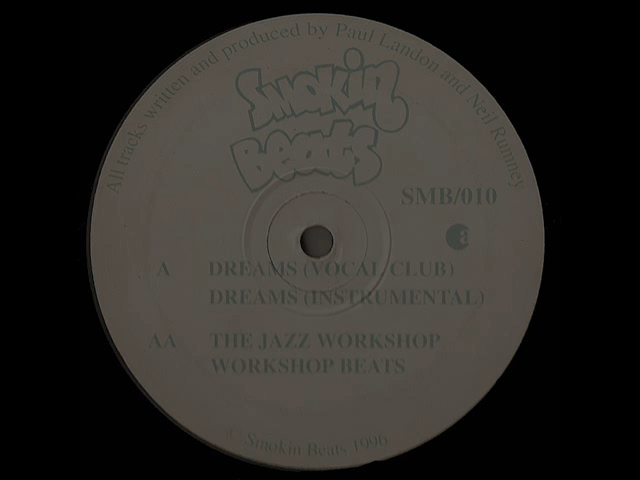 All tracks written and produced by Paul Landon and Neil Rumney
Smokin
Beats
SMB/010
A DREAMS (VOCAL CLUB)
DREAMS (INSTRUMENTAL)
AA THE JAZZ WORKSHOP
WORKSHOP BEATS
© Smokin Beats 1996